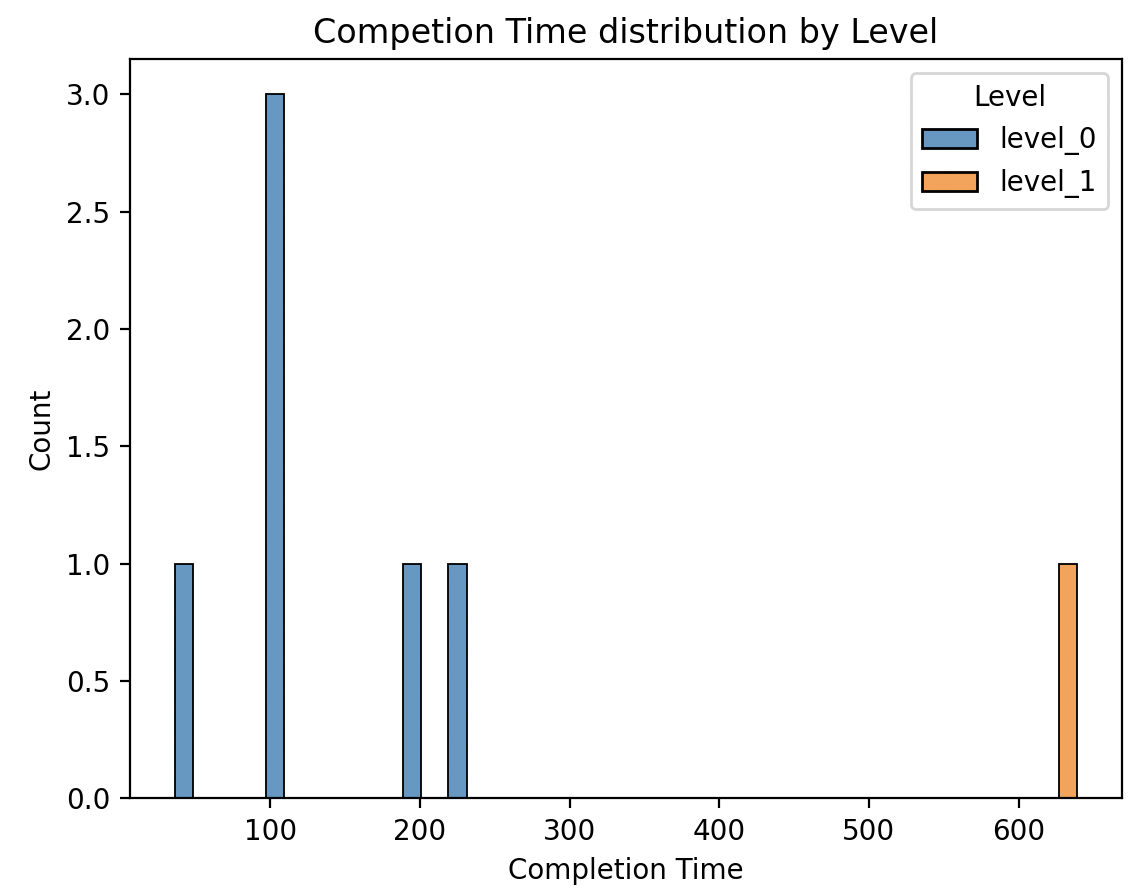 Competion Time distribution by Level
Level
level_0
level_1
3.0
2.5
2.0
1.5
1.0
0.5
0.0
Count
100 200 300 400 500 600
Completion Time